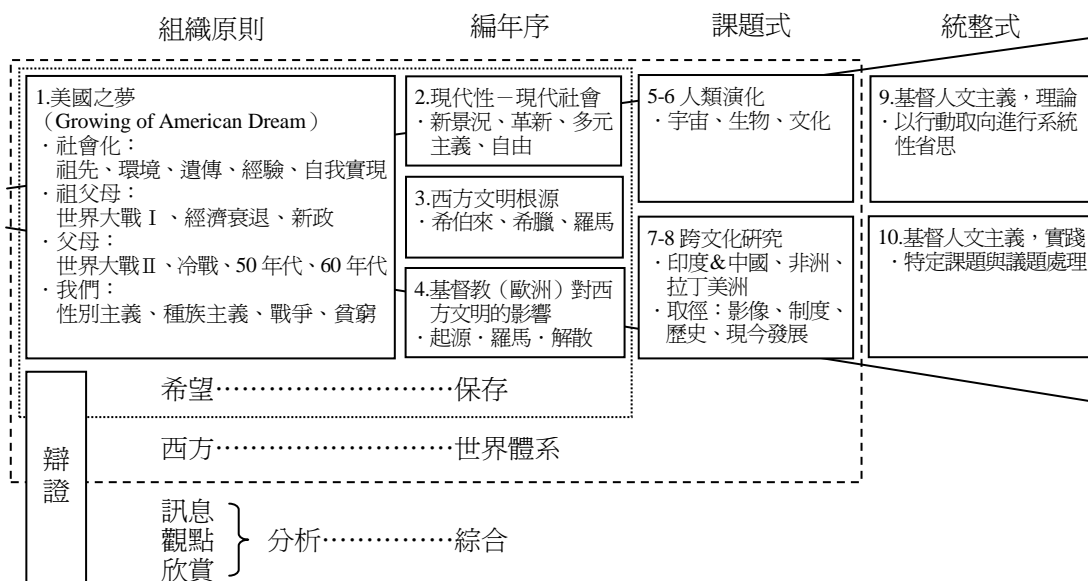 組織原則
編年序
課題式
統整式
1.美國之夢
（Growing of American Dream）
．社會化：
祖先、環境、遺傳、經驗、自我實現
．祖父母：
世界大戰Ⅰ、經濟衰退、新政
．父母：
世界大戰Ⅱ、冷戰、50 年代、60 年代
．我們：
性別主義、種族主義、戰爭、貧窮
2.現代性－現代社會
．新景況、革新、多元
主義、自由
3.西方文明根源
．希伯來、希臘、羅馬
4.基督教（歐洲）對西
方文明的影響
．起源．羅馬．解散
5-6 人類演化
．宇宙、生物、文化
7-8 跨文化研究
．印度&中國、非洲、
拉丁美洲
．取徑：影像、制度、
歷史、現今發展
9.基督人文主義，理論
．以行動取向進行系統
性省思
10.基督人文主義，實踐
．特定課題與議題處理
希望………………………保存
西方………………………世界體系
辯證
訊息
觀點
欣賞
分析……………綜合